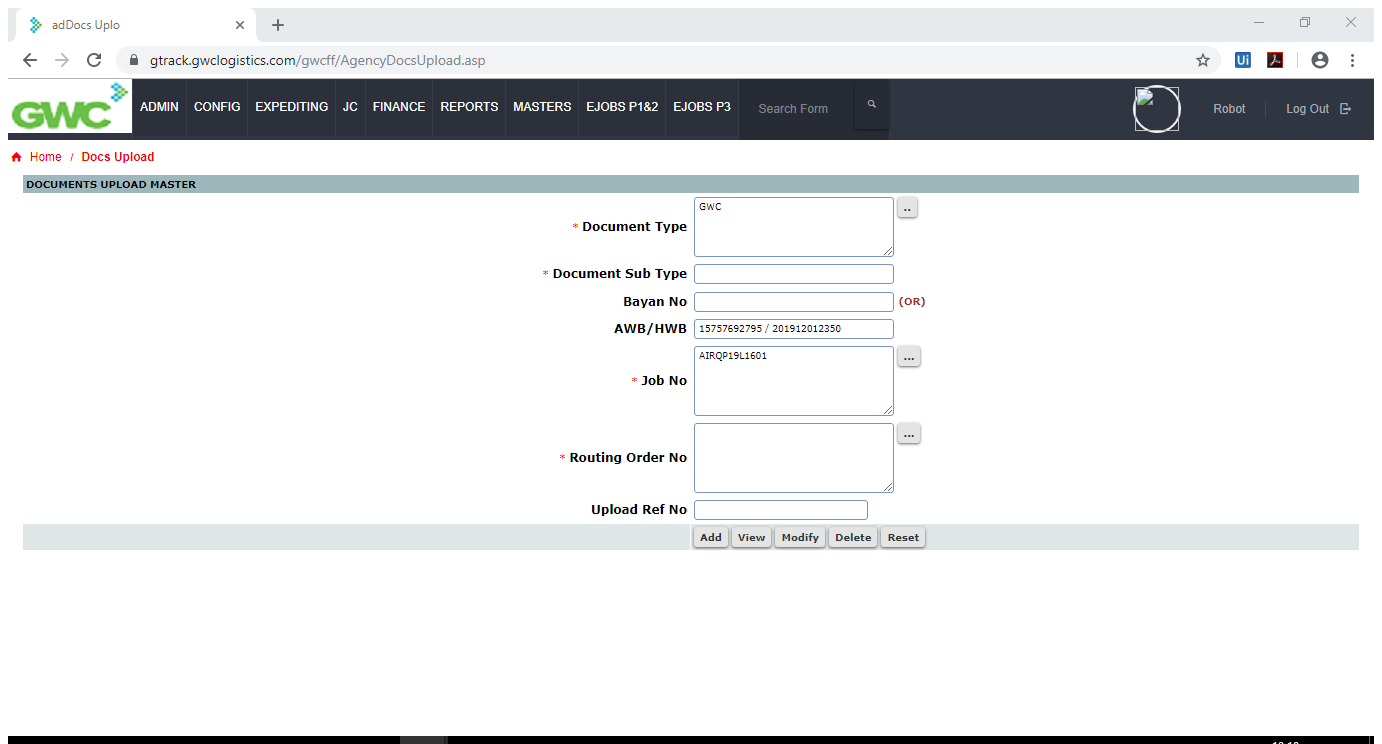 adDocs Uplo
gtrack.gwclogistics.com/gwcff/AgencyDocsUpload.asp
Ui
GWC
ADMIN CONFIG EXPEDITING JC FINANCE REPORTS MASTERS EJOBS P1&2 EJOBS P3 Search Form Robot Log Out
Home / Docs Upload
DOCUMENTS UPLOAD MASTER
* Document Type GWC ..
* Document Sub Type
Bayan No (OR)
AWB/HWB 15757692795 / 201912012350
* Job No AIRQP19L1601 ...
* Routing Order No ...
Upload Ref No
Add View Modify Delete Reset